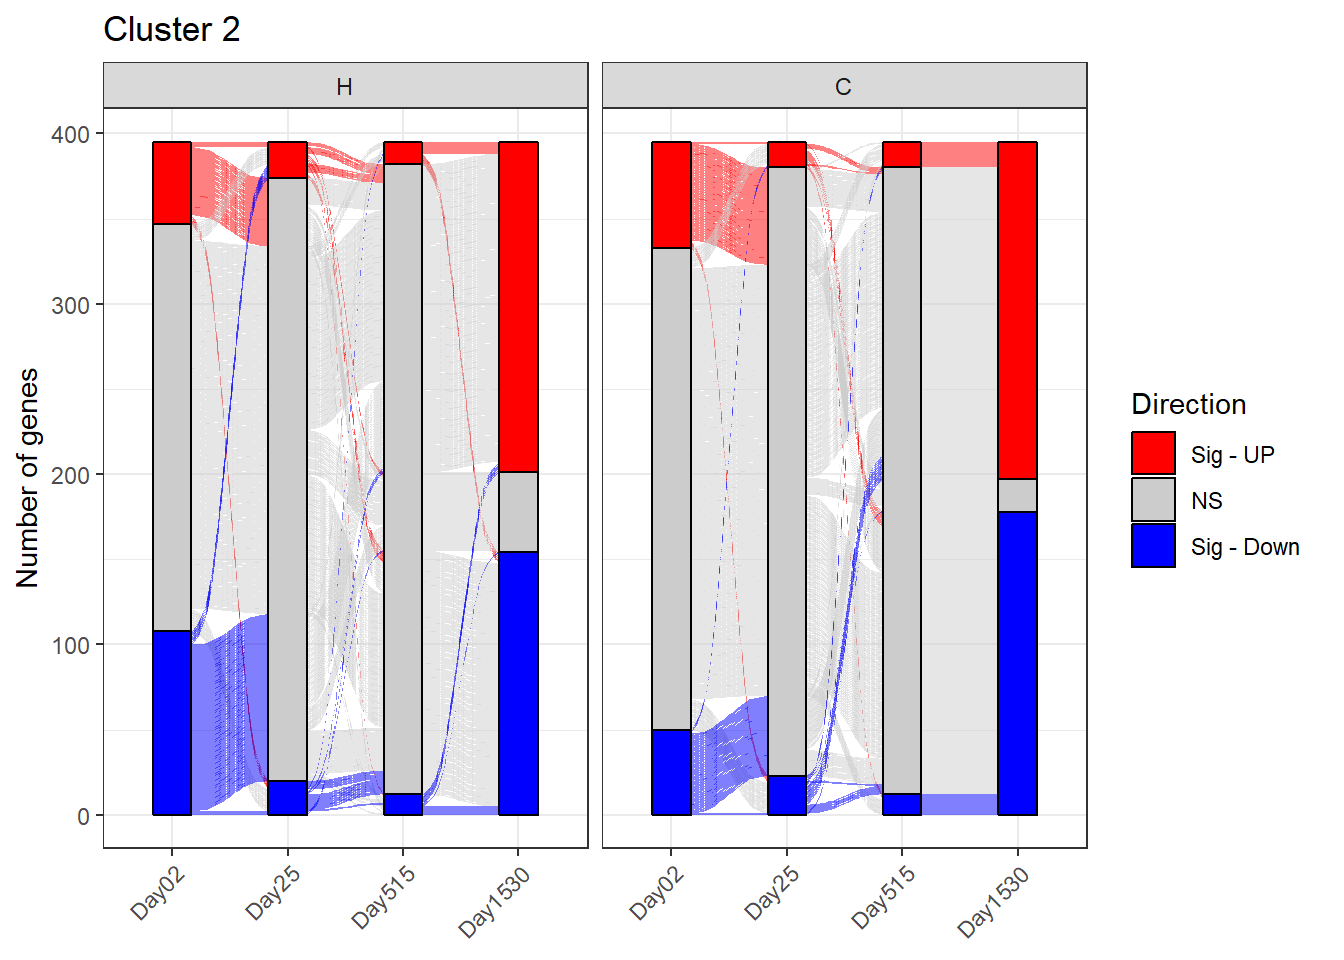 Cluster 2
H
C
400
300
200
100
0
Number of genes
Day02
Day25
Day515
Day1530
Day02
Day25
Day515
Day1530
Direction
Sig - UP
NS
Sig - Down